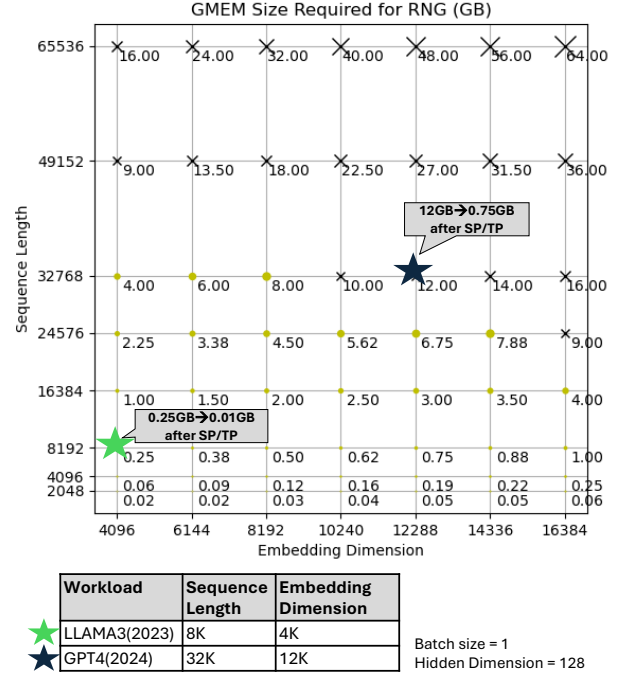 GMEM Size Required for RNG (GB)
65536
16.00 24.00 32.00 40.00 48.00 56.00 64.00
49152
9.00 13.50 18.00 22.50 27.00 31.50 36.00
12GB→0.75GB
after SP/TP
32768
4.00 6.00 8.00 10.00 12.00 14.00 16.00
24576
2.25 3.38 4.50 5.62 6.75 7.88 9.00
16384
1.00 1.50 2.00 2.50 3.00 3.50 4.00
0.25GB→0.01GB
after SP/TP
8192
0.25 0.38 0.50 0.62 0.75 0.88 1.00
4096
0.06 0.09 0.12 0.16 0.19 0.22 0.25
2048
0.02 0.02 0.03 0.04 0.05 0.05 0.06
Sequence Length
4096 6144 8192 10240 12288 14336 16384
Embedding Dimension
Workload Sequence Length Embedding Dimension
LLAMA3(2023) 8K 4K
GPT4(2024) 32K 12K
Batch size = 1
Hidden Dimension = 128